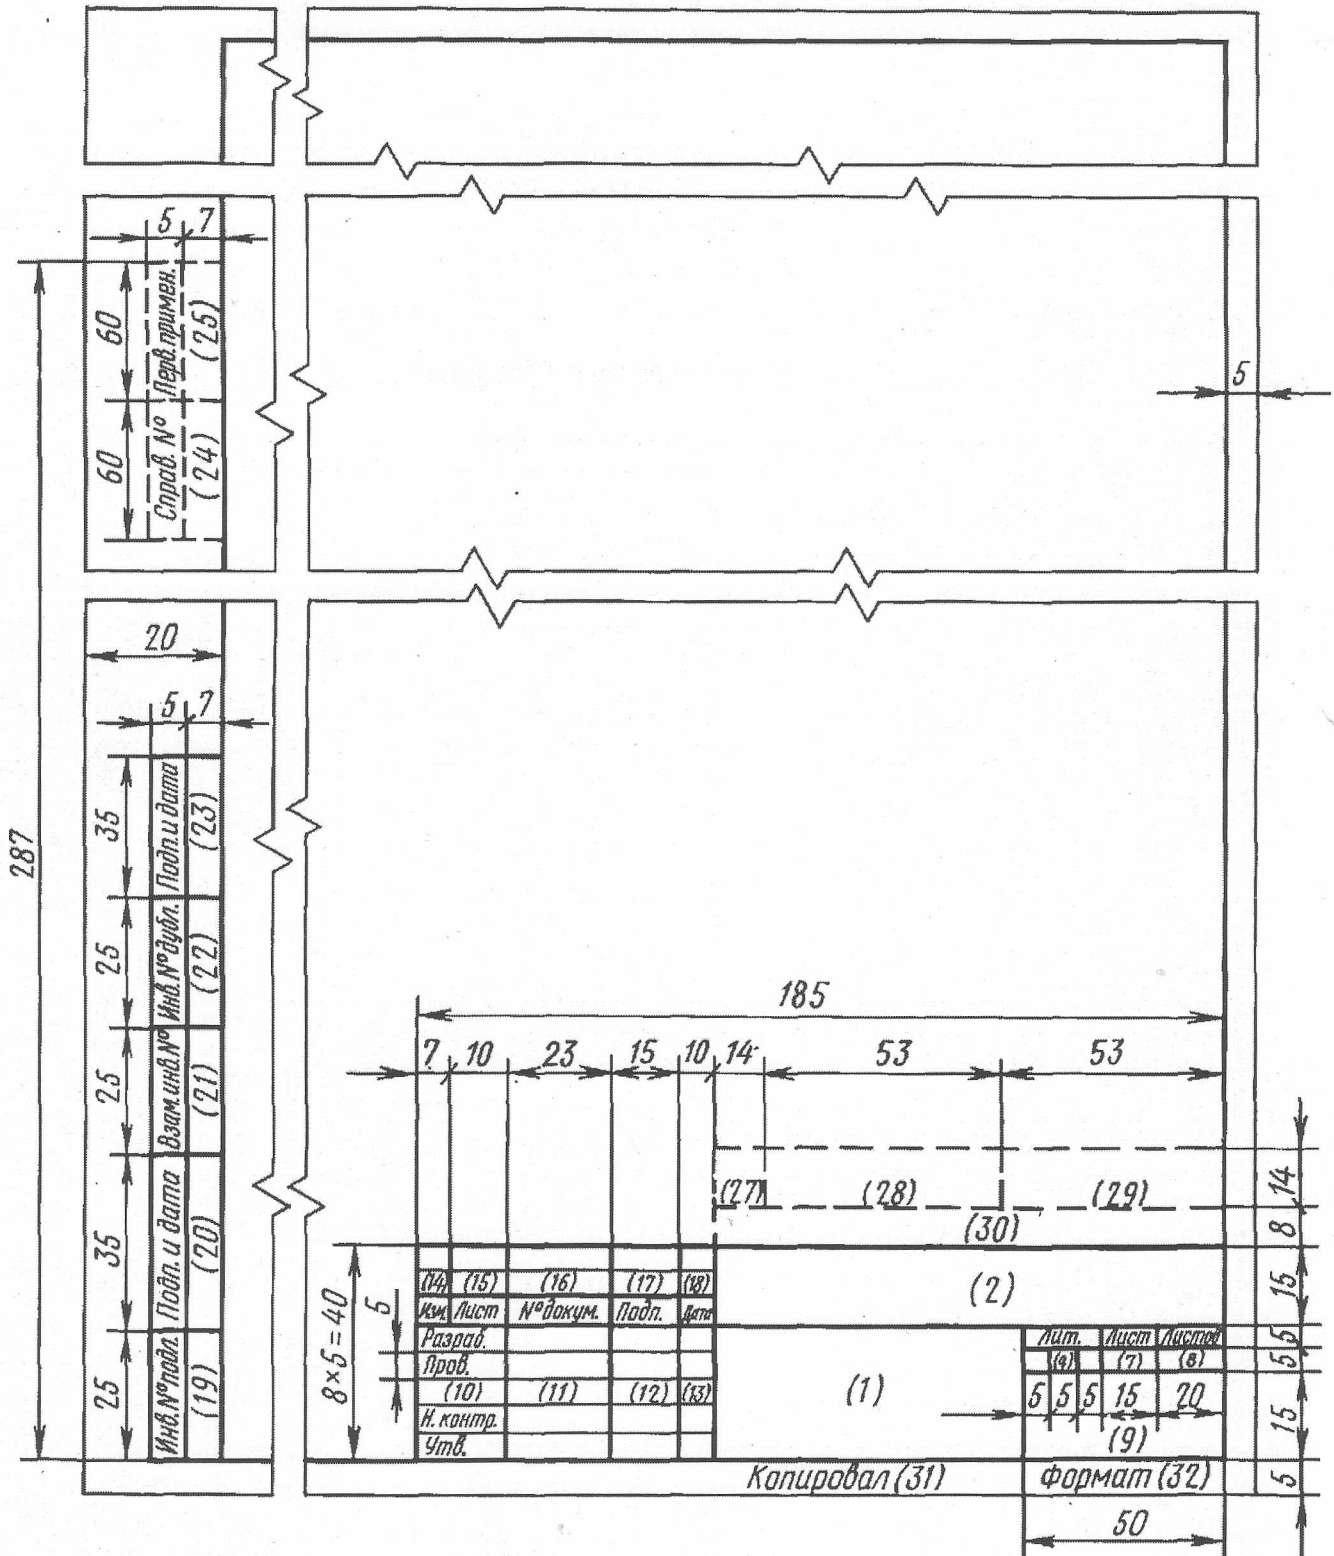 5 7
Перв. примен.
(25)
60
5
Справ. №
(24)
60
20
5 7
287
Подп. и дата
(23)
35
Инв. № дубл.
(22)
25
185
7 10 23 15 10 14 53 53
Взам. инв. №
(21)
25
(27) (28) (29)
14
(30)
8
Подп. и дата
(20)
35
(2)
15
8×5=40
5
(14) (15) (16) (17) (18)
Изм. Лист № докум. Подп. Дата
Разраб.
Пров.
(10) (11) (12) (13)
Н. контр.
Утв.
(1)
Лит. Лист Листов
5
(4) (7) (8)
5
5 5 5 15 20
15
(9)
Инв. № подл.
(19)
25
Копировал (31) Формат (32)
5
50